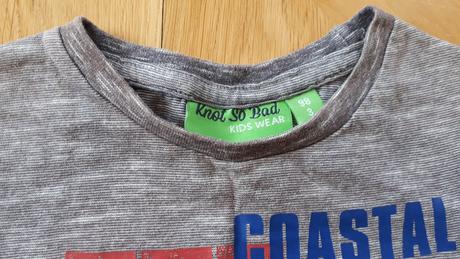 Knot So Bad
KIDS WEAR
98
3
COASTAL